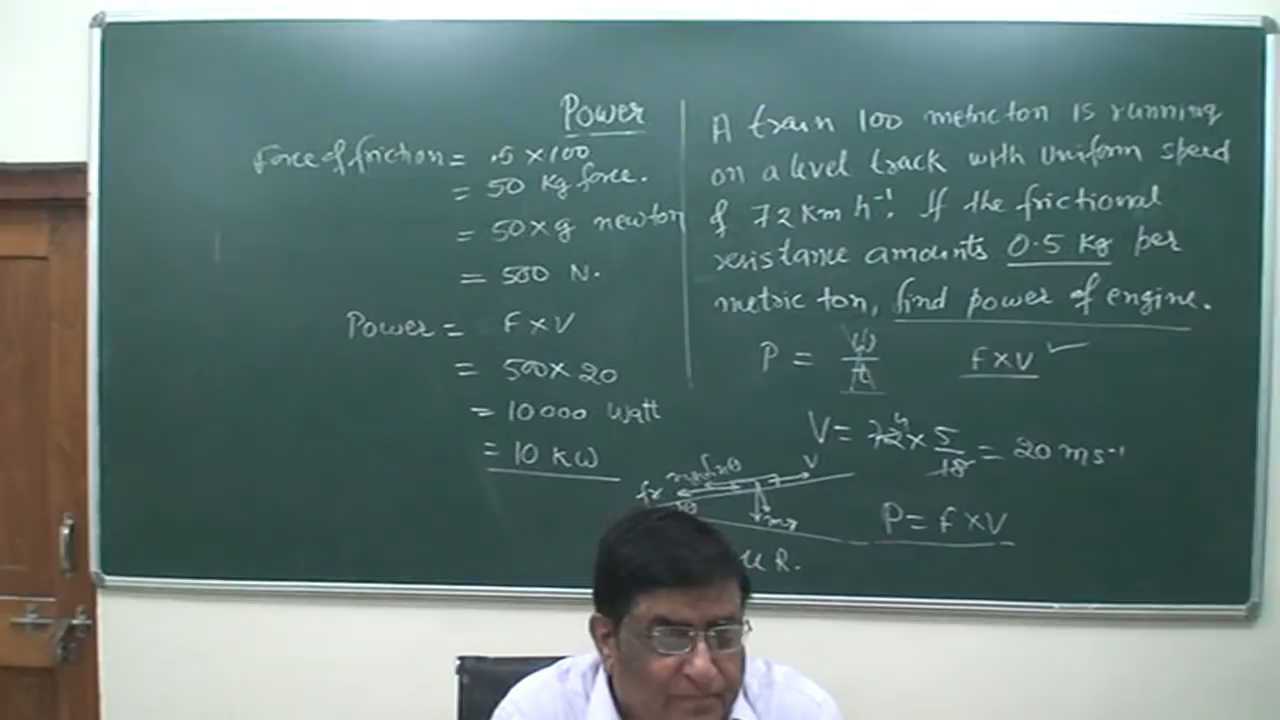 Power
Force of friction = .5 × 100
= 50 Kg force.
= 50 × g newton
= 500 N.
Power = F × V
= 500 × 20
= 10000 Watt
= 10 KW
A train 100 metric ton is running
on a level track with uniform speed
of 72 Km h⁻¹. If the frictional
resistance amounts 0.5 Kg per
metric ton, find power of engine.
P = W/t F×V ✓
V = 72⁴ × 5/18 = 20 ms⁻¹
V
θ
mg
P = F × V
R.